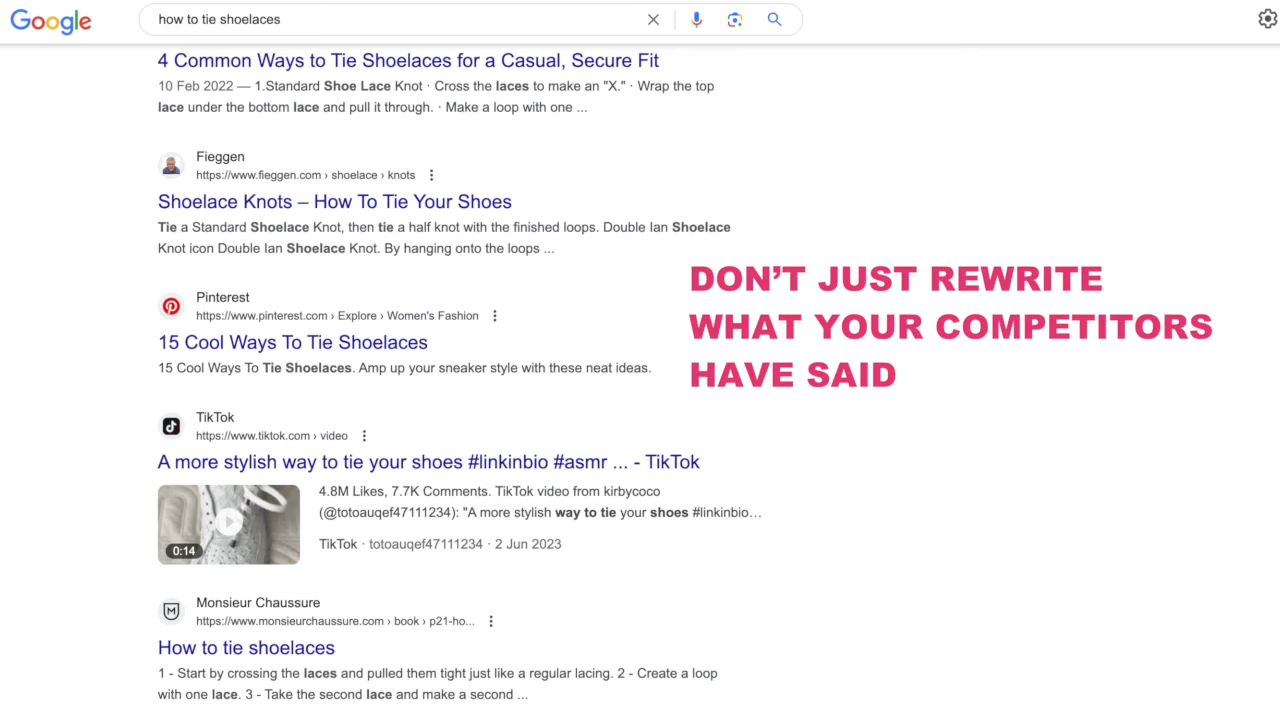 Google
how to tie shoelaces
4 Common Ways to Tie Shoelaces for a Casual, Secure Fit
10 Feb 2022 — 1.Standard Shoe Lace Knot · Cross the laces to make an "X." · Wrap the top
lace under the bottom lace and pull it through. · Make a loop with one ...
Fieggen
https://www.fieggen.com › shoelace › knots
Shoelace Knots – How To Tie Your Shoes
Tie a Standard Shoelace Knot, then tie a half knot with the finished loops. Double Ian Shoelace
Knot icon Double Ian Shoelace Knot. By hanging onto the loops ...
DON’T JUST REWRITE
WHAT YOUR COMPETITORS
HAVE SAID
Pinterest
https://www.pinterest.com › Explore › Women's Fashion
15 Cool Ways To Tie Shoelaces
15 Cool Ways To Tie Shoelaces. Amp up your sneaker style with these neat ideas.
TikTok
https://www.tiktok.com › video
A more stylish way to tie your shoes #linkinbio #asmr ... - TikTok
4.8M Likes, 7.7K Comments. TikTok video from kirbycoco
(@totoauqef47111234): "A more stylish way to tie your shoes #linkinbio…
0:14
TikTok · totoauqef47111234 · 2 Jun 2023
Monsieur Chaussure
M
https://www.monsieurchaussure.com › book › p21-ho...
How to tie shoelaces
1 - Start by crossing the laces and pulled them tight just like a regular lacing. 2 - Create a loop
with one lace. 3 - Take the second lace and make a second ...